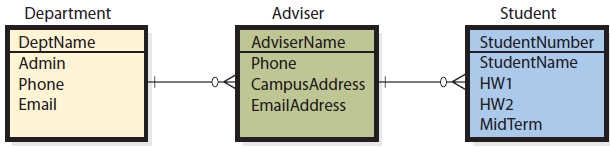 Department
DeptName
Admin
Phone
Email
Adviser
AdviserName
Phone
CampusAddress
EmailAddress
Student
StudentNumber
StudentName
HW1
HW2
MidTerm